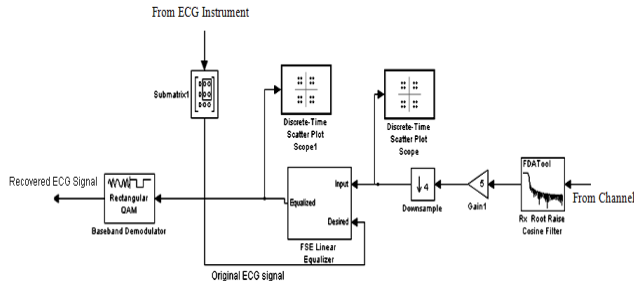 From ECG Instrument
Submatrix1
Discrete-Time
Scatter Plot
Scope1
Discrete-Time
Scatter Plot
Scope
Recovered ECG Signal
Rectangular
QAM
Baseband Demodulator
Equalized
Input
Desired
FSE Linear
Equalizer
↓ 4
Downsample
5
Gain1
FDATool
Rx Root Raise
Cosine Filter
From Channel
Original ECG signal